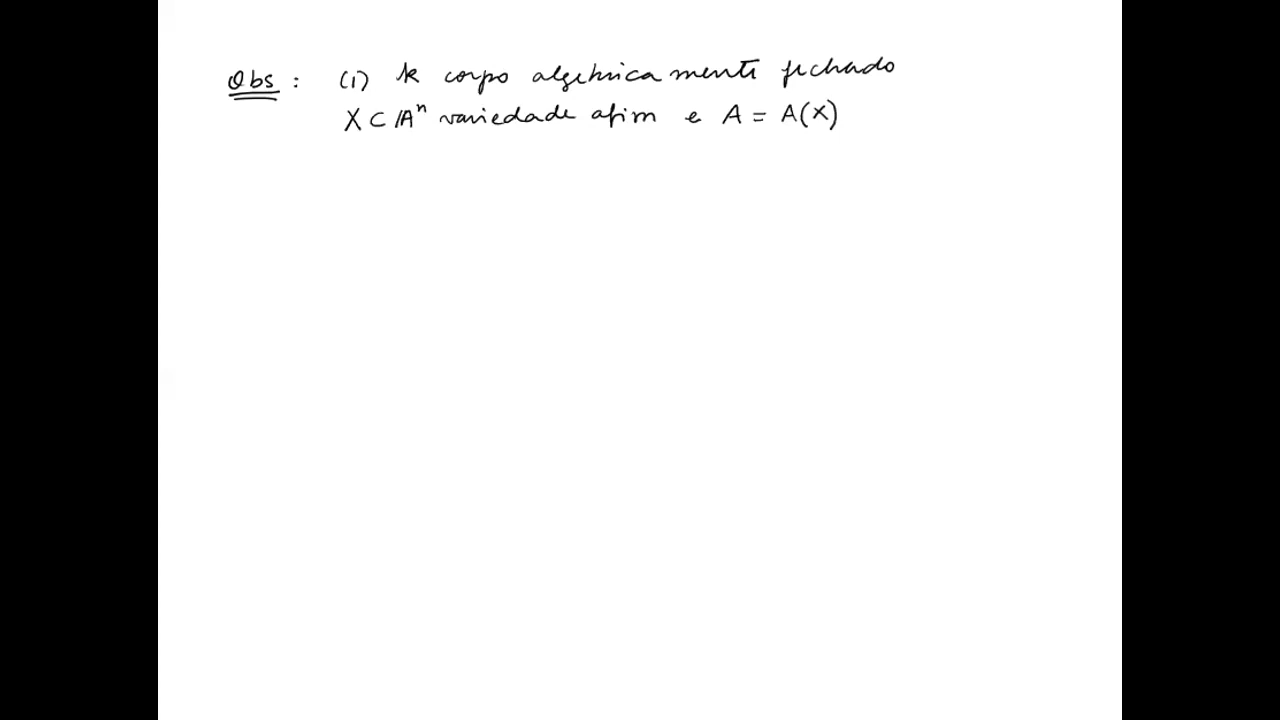 Obs : (1) k corpo algebricamente fechado
X ⊂ Aⁿ variedade afim e A = A(X)